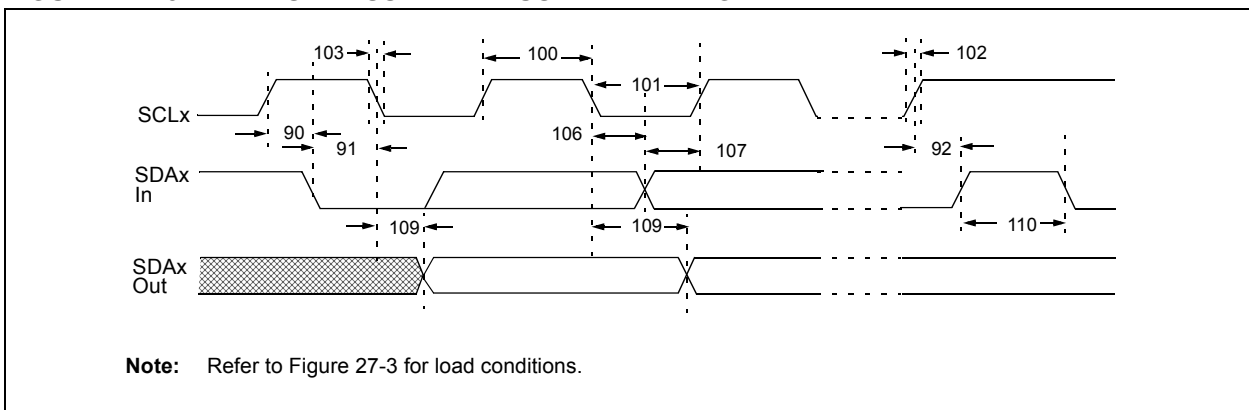 103
100
102
101
SCLx
90
106
91
107
92
SDAx
In
109
109
110
SDAx
Out
Note: Refer to Figure 27-3 for load conditions.